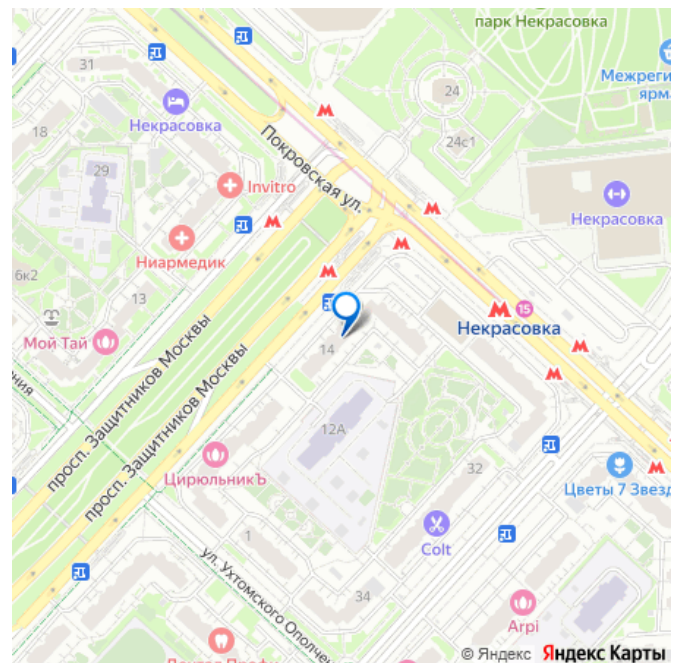 парк Некрасовка
31
24
Межреги
ярм
Некрасовка
18
24с1
Покровская ул.
29
Invitro
Некрасовка
Ниармедик
6к2
13
15
Некрасовка
Мой Тай
14
просп. Защитников Москвы
просп. Защитников Москвы
12А
ЦирюльникЪ
32
Цветы 7 Звезд
1
Colt
ул. Ухтомского Ополчен
34
Arpi
© Яндекс Яндекс Карты